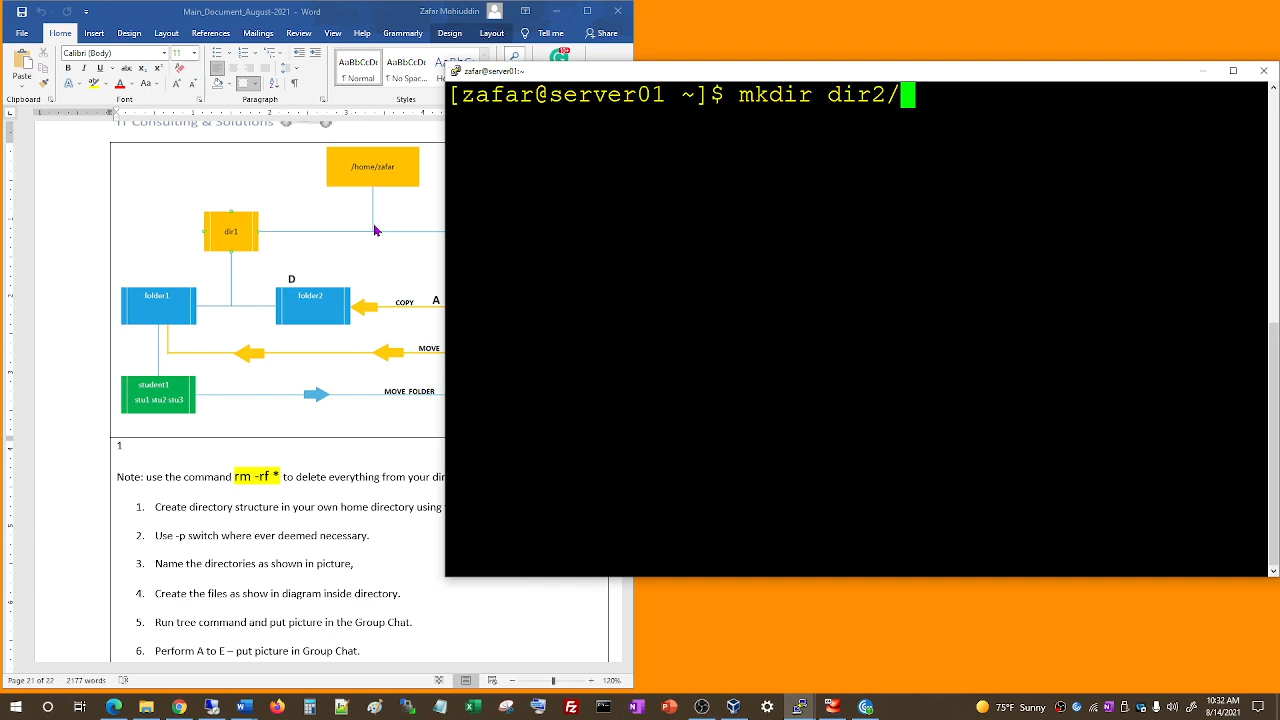 Main_Document_August-2021 - Word
Zafar Mohiuddin
File Home Insert Draw Design Layout References Mailings Review View Help Grammarly Design Layout
Calibri (Body) 11
AaBbCcDc AaBbCcDc
¶ Normal ¶ No Spac...
Paste
Clipboard Font Paragraph Styles
zafar@server01:~
[zafar@server01 ~]$ mkdir dir2/
IT Consulting & Solutions
/home/zafar
dir1
D
folder1 folder2
COPY A
MOVE
student1
stu1 stu2 stu3
MOVE FOLDER
1
Note: use the command rm -rf * to delete everything from your dir
1. Create directory structure in your own home directory using
2. Use -p switch where ever deemed necessary.
3. Name the directories as shown in picture,
4. Create the files as show in diagram inside directory.
5. Run tree command and put picture in the Group Chat.
6. Perform A to E – put picture in Group Chat.
Page 21 of 22 2177 words 120%
75°F Sunny
10:32 AM
8/14/2021